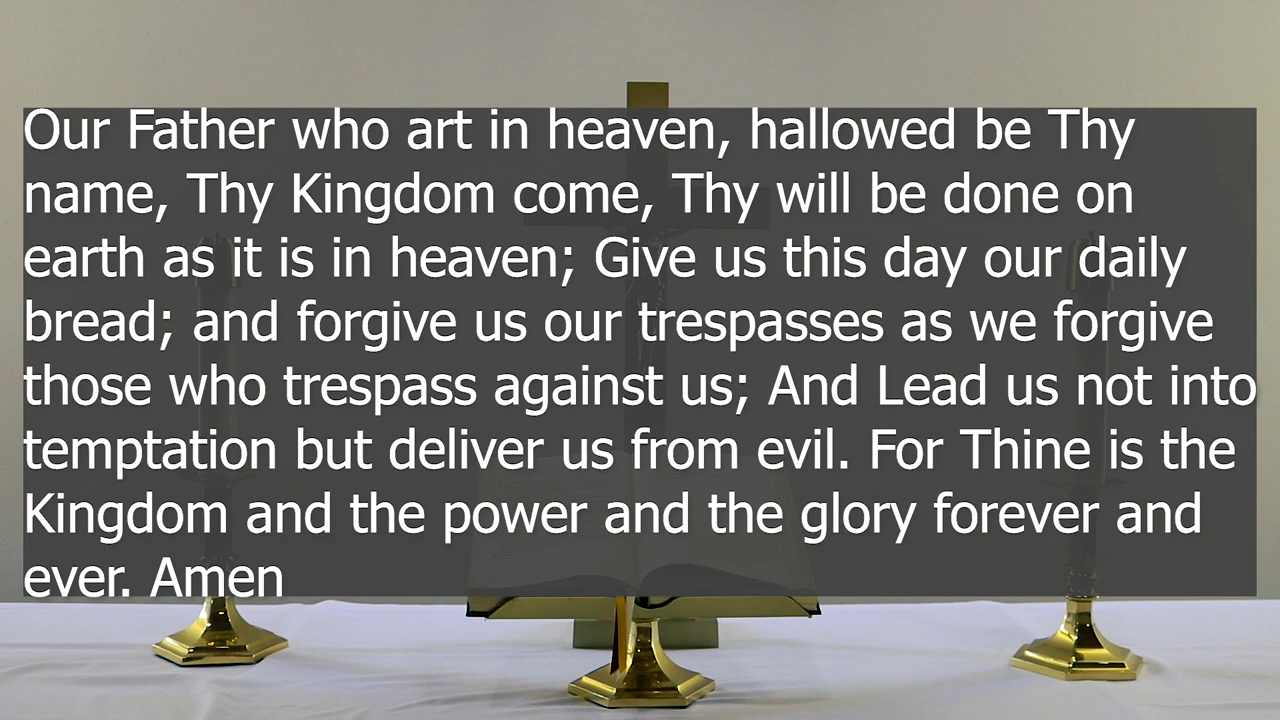 Our Father who art in heaven, hallowed be Thy
name, Thy Kingdom come, Thy will be done on
earth as it is in heaven; Give us this day our daily
bread; and forgive us our trespasses as we forgive
those who trespass against us; And Lead us not into
temptation but deliver us from evil. For Thine is the
Kingdom and the power and the glory forever and
ever. Amen